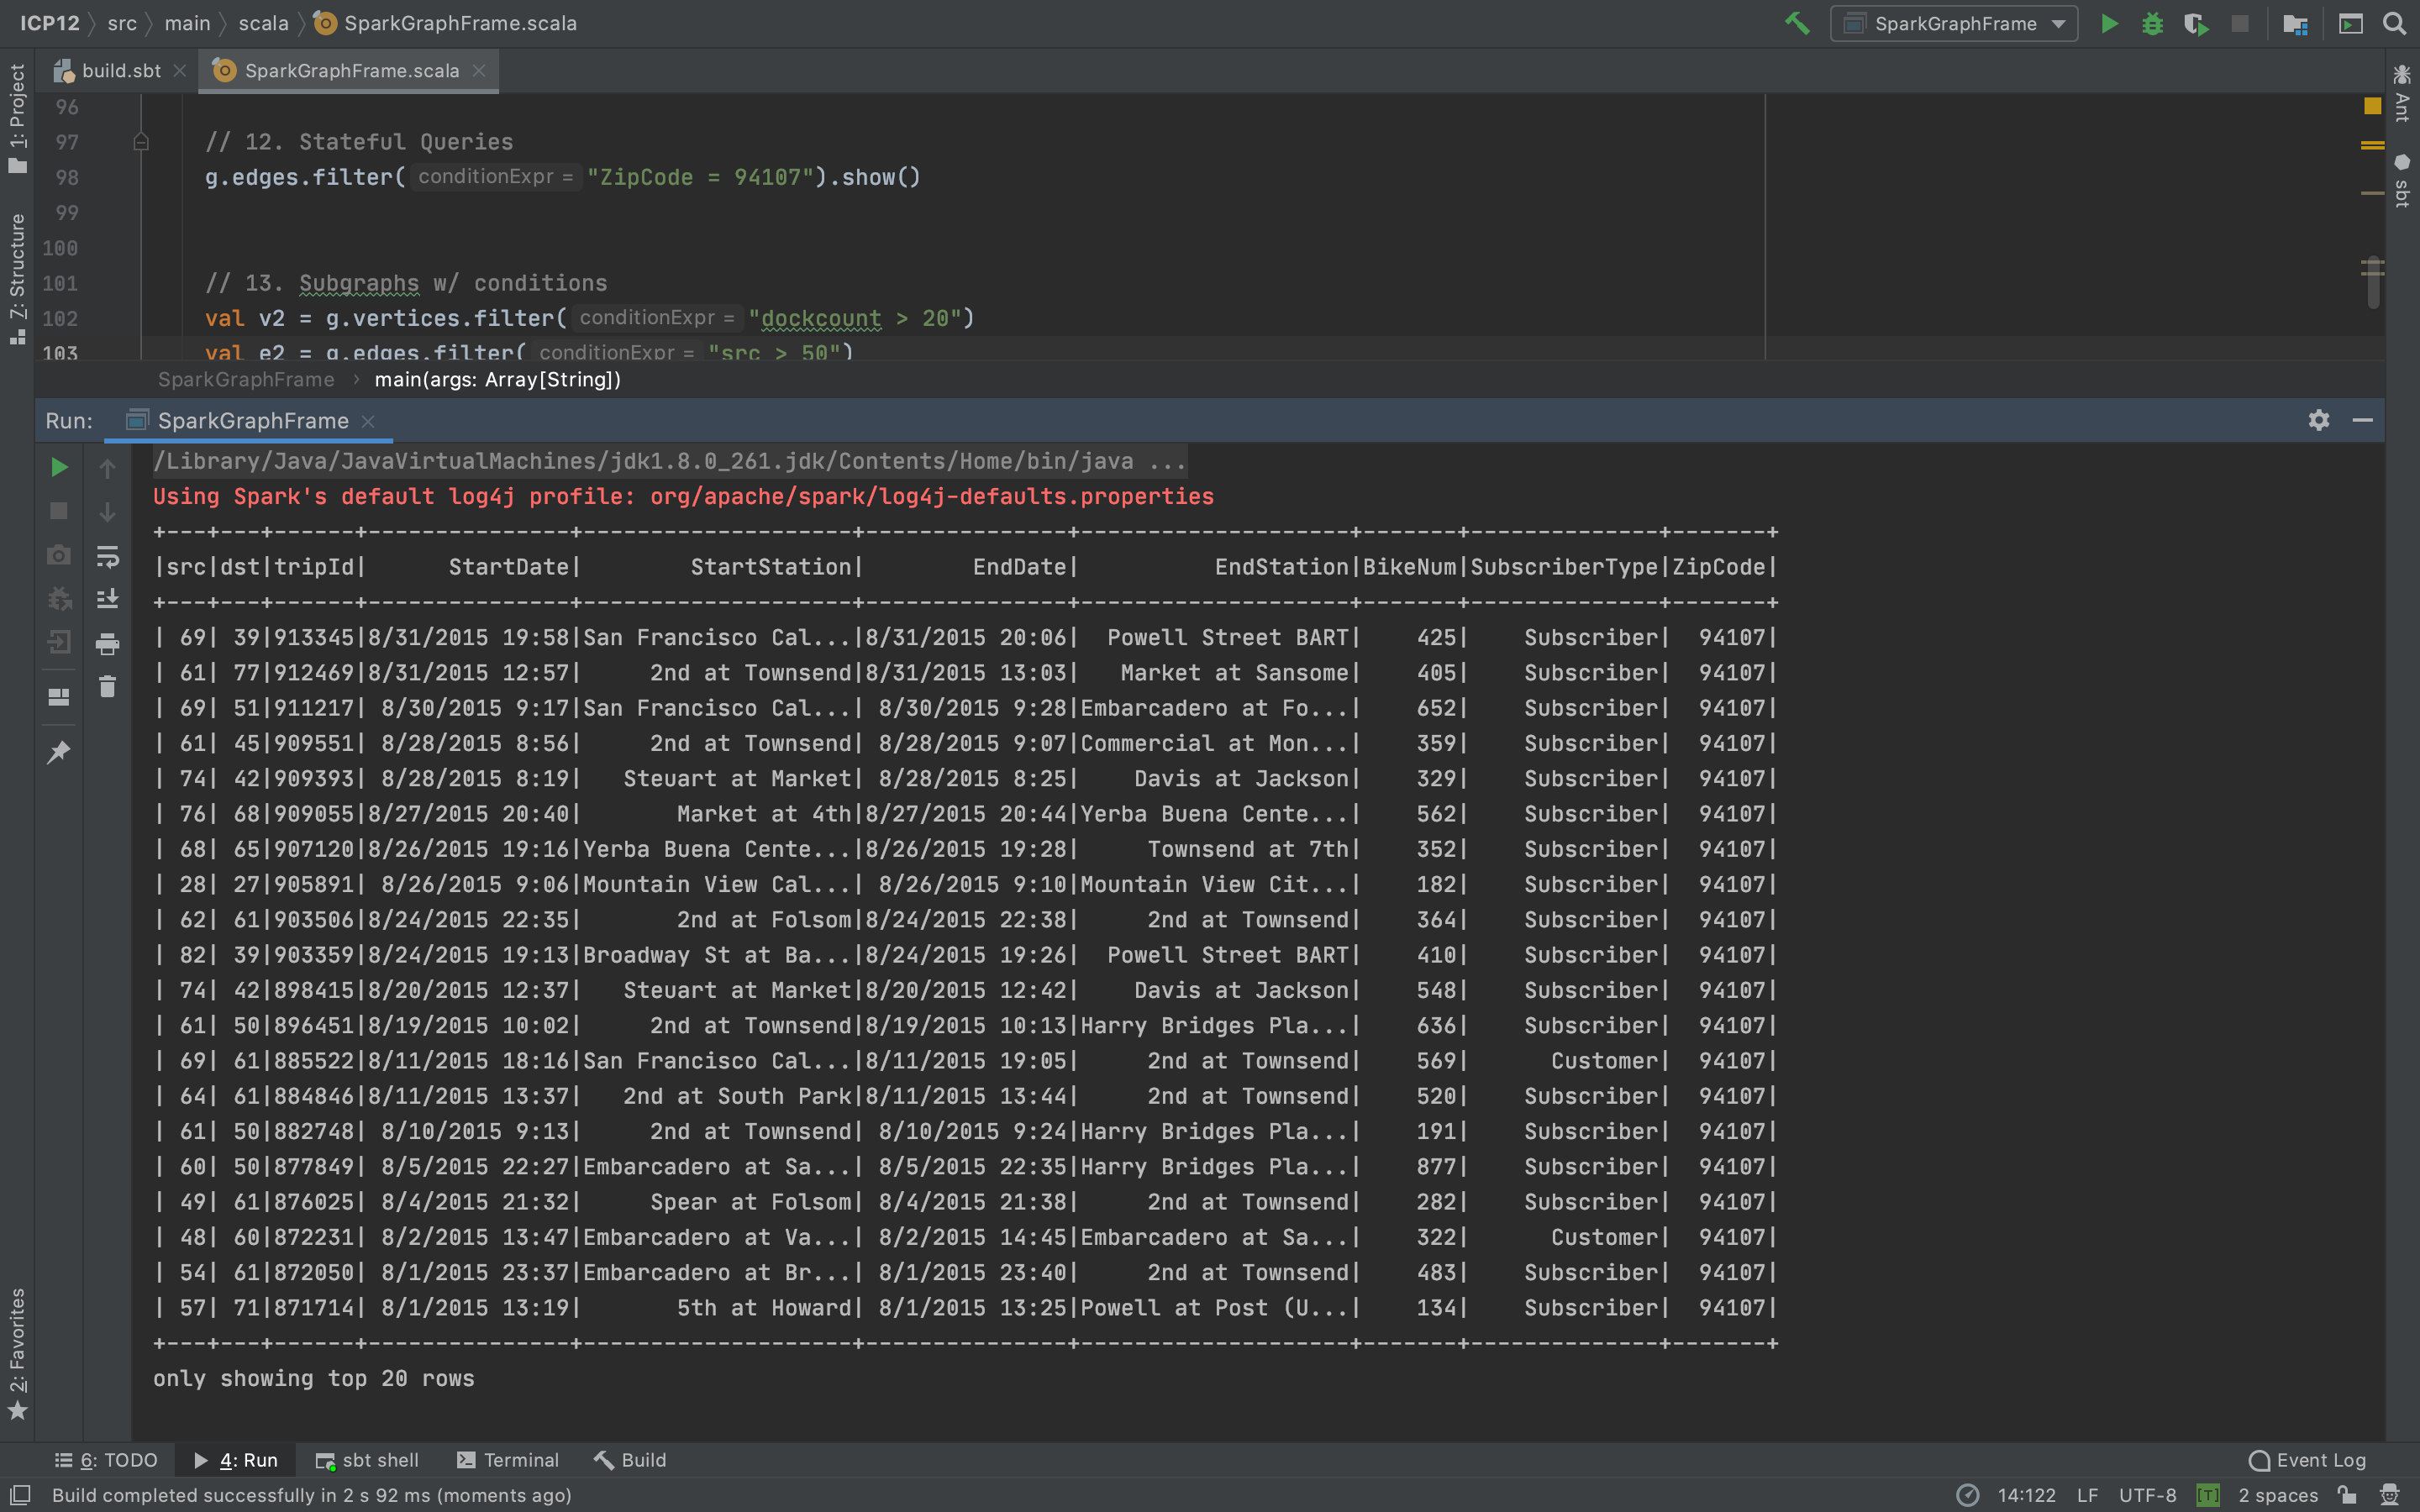 ICP12 src main scala SparkGraphFrame.scala SparkGraphFrame
build.sbt SparkGraphFrame.scala
1: Project
Z: Structure
2: Favorites
Ant
sbt
96
97 // 12. Stateful Queries
98 g.edges.filter( conditionExpr = "ZipCode = 94107").show()
99
100
101 // 13. Subgraphs w/ conditions
102 val v2 = g.vertices.filter( conditionExpr = "dockcount > 20")
103 val e2 = g.edges.filter( conditionExpr = "src > 50")
SparkGraphFrame › main(args: Array[String])
Run: SparkGraphFrame
/Library/Java/JavaVirtualMachines/jdk1.8.0_261.jdk/Contents/Home/bin/java ...
Using Spark's default log4j profile: org/apache/spark/log4j-defaults.properties
+---+---+------+---------------+--------------------+---------------+--------------------+-------+--------------+-------+
|src|dst|tripId|      StartDate|        StartStation|        EndDate|          EndStation|BikeNum|SubscriberType|ZipCode|
+---+---+------+---------------+--------------------+---------------+--------------------+-------+--------------+-------+
| 69| 39|913345|8/31/2015 19:58|San Francisco Cal...|8/31/2015 20:06|  Powell Street BART|    425|    Subscriber|  94107|
| 61| 77|912469|8/31/2015 12:57|     2nd at Townsend|8/31/2015 13:03|   Market at Sansome|    405|    Subscriber|  94107|
| 69| 51|911217| 8/30/2015 9:17|San Francisco Cal...| 8/30/2015 9:28|Embarcadero at Fo...|    652|    Subscriber|  94107|
| 61| 45|909551| 8/28/2015 8:56|     2nd at Townsend| 8/28/2015 9:07|Commercial at Mon...|    359|    Subscriber|  94107|
| 74| 42|909393| 8/28/2015 8:19|   Steuart at Market| 8/28/2015 8:25|    Davis at Jackson|    329|    Subscriber|  94107|
| 76| 68|909055|8/27/2015 20:40|       Market at 4th|8/27/2015 20:44|Yerba Buena Cente...|    562|    Subscriber|  94107|
| 68| 65|907120|8/26/2015 19:16|Yerba Buena Cente...|8/26/2015 19:28|     Townsend at 7th|    352|    Subscriber|  94107|
| 28| 27|905891| 8/26/2015 9:06|Mountain View Cal...| 8/26/2015 9:10|Mountain View Cit...|    182|    Subscriber|  94107|
| 62| 61|903506|8/24/2015 22:35|       2nd at Folsom|8/24/2015 22:38|     2nd at Townsend|    364|    Subscriber|  94107|
| 82| 39|903359|8/24/2015 19:13|Broadway St at Ba...|8/24/2015 19:26|  Powell Street BART|    410|    Subscriber|  94107|
| 74| 42|898415|8/20/2015 12:37|   Steuart at Market|8/20/2015 12:42|    Davis at Jackson|    548|    Subscriber|  94107|
| 61| 50|896451|8/19/2015 10:02|     2nd at Townsend|8/19/2015 10:13|Harry Bridges Pla...|    636|    Subscriber|  94107|
| 69| 61|885522|8/11/2015 18:16|San Francisco Cal...|8/11/2015 19:05|     2nd at Townsend|    569|      Customer|  94107|
| 64| 61|884846|8/11/2015 13:37|   2nd at South Park|8/11/2015 13:44|     2nd at Townsend|    520|    Subscriber|  94107|
| 61| 50|882748| 8/10/2015 9:13|     2nd at Townsend| 8/10/2015 9:24|Harry Bridges Pla...|    191|    Subscriber|  94107|
| 60| 50|877849| 8/5/2015 22:27|Embarcadero at Sa...| 8/5/2015 22:35|Harry Bridges Pla...|    877|    Subscriber|  94107|
| 49| 61|876025| 8/4/2015 21:32|     Spear at Folsom| 8/4/2015 21:38|     2nd at Townsend|    282|    Subscriber|  94107|
| 48| 60|872231| 8/2/2015 13:47|Embarcadero at Va...| 8/2/2015 14:45|Embarcadero at Sa...|    322|      Customer|  94107|
| 54| 61|872050| 8/1/2015 23:37|Embarcadero at Br...| 8/1/2015 23:40|     2nd at Townsend|    483|    Subscriber|  94107|
| 57| 71|871714| 8/1/2015 13:19|       5th at Howard| 8/1/2015 13:25|Powell at Post (U...|    134|    Subscriber|  94107|
+---+---+------+---------------+--------------------+---------------+--------------------+-------+--------------+-------+
only showing top 20 rows
6: TODO 4: Run sbt shell Terminal Build Event Log
Build completed successfully in 2 s 92 ms (moments ago) 14:122 LF UTF-8 [T] 2 spaces